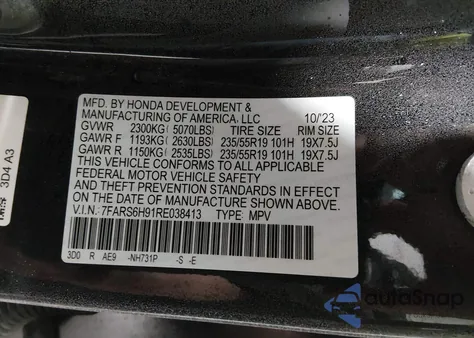 MFD. BY HONDA DEVELOPMENT &
MANUFACTURING OF AMERICA, LLC 10/'23
GVWR 2300KG( 5070LBS) TIRE SIZE RIM SIZE
GAWR F 1193KG( 2630LBS) 235/55R19 101H 19X7.5J
GAWR R 1150KG( 2535LBS) 235/55R19 101H 19X7.5J
THIS VEHICLE CONFORMS TO ALL APPLICABLE
FEDERAL MOTOR VEHICLE SAFETY AND
THEFT PREVENTION STANDARDS IN EFFECT
ON THE DATE OF MANUFACTURE SHOWN ABOVE.
V.I.N.: 7FARS6H91RE038413 TYPE: MPV
3D0 R AE9 -NH731P -S -E
3D4 A3
autoSnap